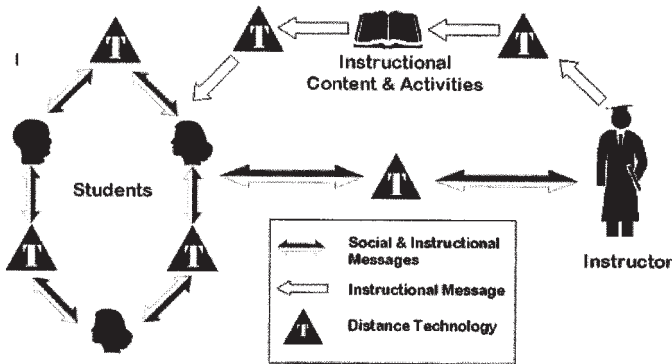 T
T
T
Instructional
Content & Activities
Students
T
T
T
Instructor
Social & Instructional
Messages
Instructional Message
T
Distance Technology